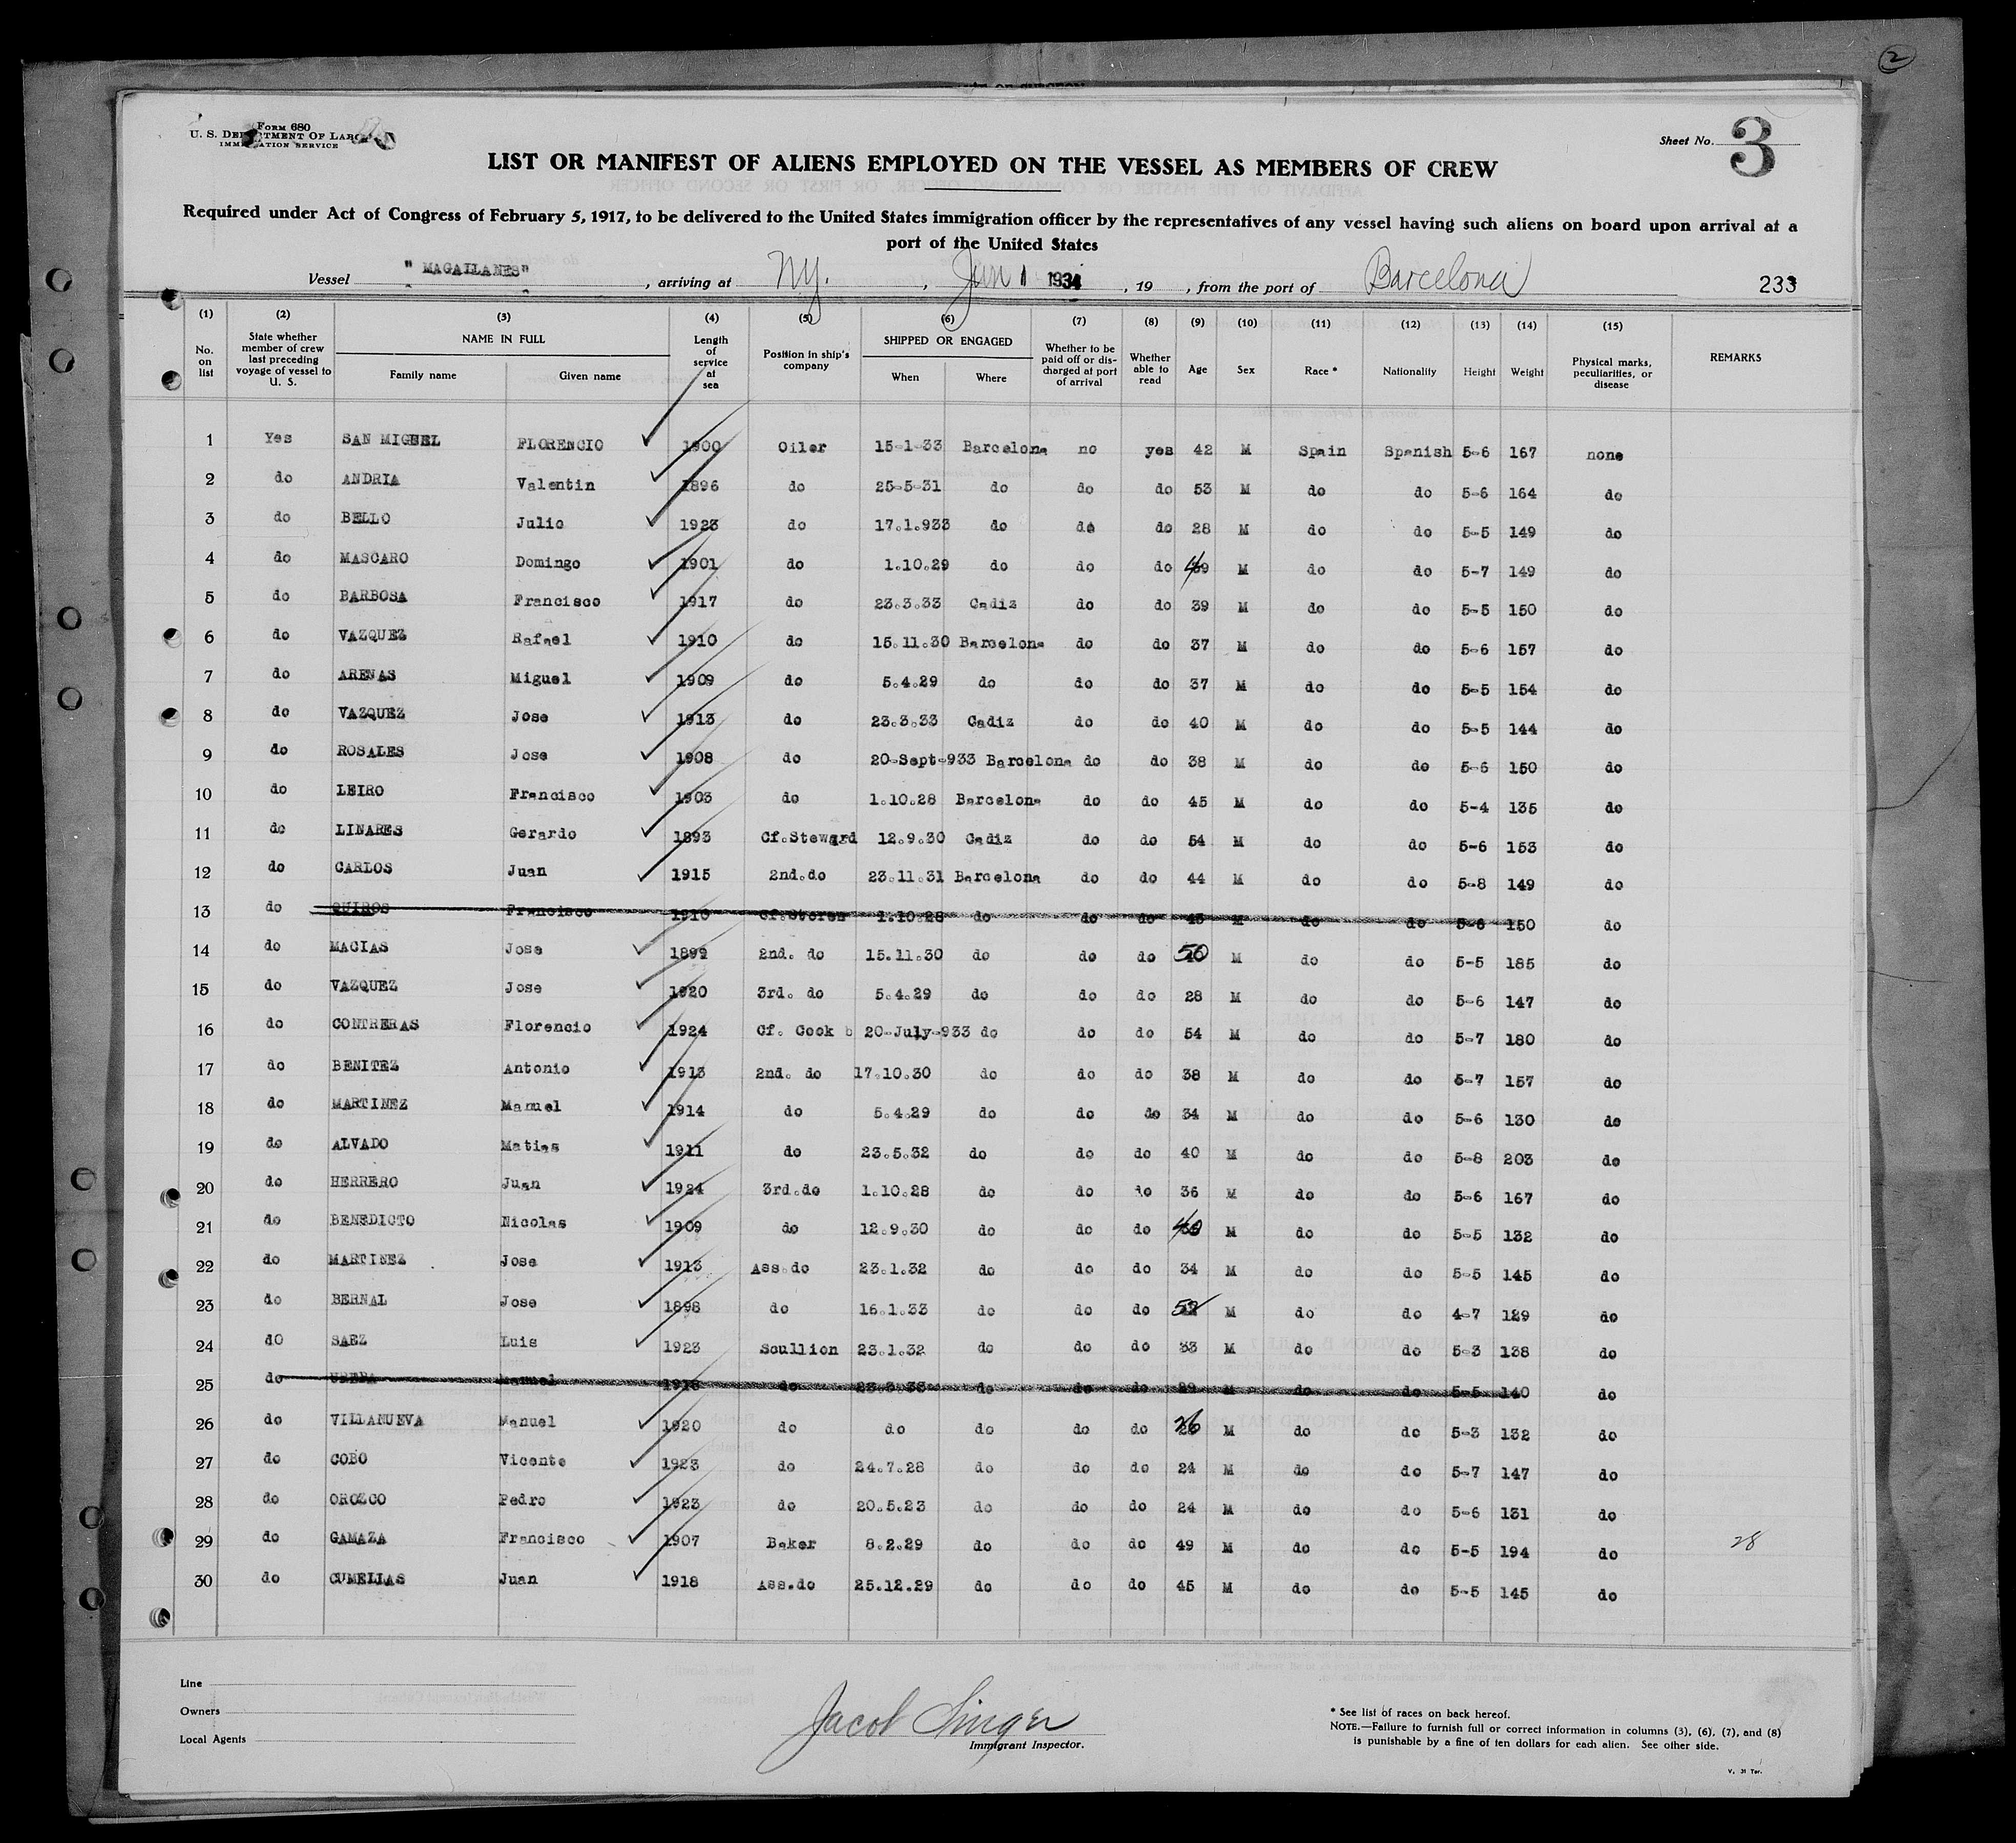 2
FORM 680
U. S. DEPARTMENT OF LABOR
IMMIGRATION SERVICE
Sheet No. 3
LIST OR MANIFEST OF ALIENS EMPLOYED ON THE VESSEL AS MEMBERS OF CREW
Required under Act of Congress of February 5, 1917, to be delivered to the United States immigration officer by the representatives of any vessel having such aliens on board upon arrival at a
port of the United States
Vessel "MAGALLANES", arriving at N.Y., Jun 1 1934, 19 , from the port of Barcelona 233
(1) (2) (3) (4) (5) (6) (7) (8) (9) (10) (11) (12) (13) (14) (15)
No. on list | State whether member of crew last preceding voyage of vessel to U. S. | NAME IN FULL | Family name | Given name | Length of service at sea | Position in ship's company | SHIPPED OR ENGAGED | When | Where | Whether to be paid off or discharged at port of arrival | Whether able to read | Age | Sex | Race * | Nationality | Height | Weight | Physical marks, peculiarities, or disease | REMARKS
1 Yes SAN MIGUEL FLORENCIO 1900 Oiler 15-1-33 Barcelona no yes 42 M Spain Spanish 5-6 167 none
2 do ANDRIA Valentin 1896 do 25-5-31 do do do 53 M do do 5-6 164 do
3 do BELLO Julio 1923 do 17.1.933 do do do 28 M do do 5-5 149 do
4 do MASCARO Domingo 1901 do 1.10.29 do do do 49 M do do 5-7 149 do
5 do BARBOSA Francisco 1917 do 23.3.33 Cadiz do do 39 M do do 5-5 150 do
6 do VAZQUEZ Rafael 1910 do 15.11.30 Barcelona do do 37 M do do 5-6 157 do
7 do ARENAS Miguel 1909 do 5.4.29 do do do 37 M do do 5-5 154 do
8 do VAZQUEZ Jose 1913 do 23.3.33 Cadiz do do 40 M do do 5-5 144 do
9 do ROSALES Jose 1908 do 20-Sept-933 Barcelona do do 38 M do do 5-6 150 do
10 do LEIRO Francisco 1903 do 1.10.28 Barcelona do do 45 M do do 5-4 135 do
11 do LINARES Gerardo 1893 Cf.Steward 12.9.30 Cadiz do do 54 M do do 5-6 153 do
12 do CARLOS Juan 1915 2nd.do 23.11.31 Barcelona do do 44 M do do 5-8 149 do
13 do QUIROS Francisco 1910 Cf.Storen 1.10.28 do do do 43 M do do 5-6 150 do
14 do MACIAS Jose 1899 2nd. do 15.11.30 do do do 50 M do do 5-5 185 do
15 do VAZQUEZ Jose 1920 3rd. do 5.4.29 do do do 28 M do do 5-6 147 do
16 do CONTRERAS Florencio 1924 Cf. Cook b 20-July-933 do do do 54 M do do 5-7 180 do
17 do BENITEZ Antonio 1913 2nd. do 17.10.30 do do do 38 M do do 5-7 157 do
18 do MARTINEZ Manuel 1914 do 5.4.29 do do do 34 M do do 5-6 130 do
19 do ALVADO Matias 1911 do 23.5.32 do do do 40 M do do 5-8 203 do
20 do HERRERO Juan 1924 3rd.do 1.10.28 do do do 36 M do do 5-6 167 do
21 do BENEDICTO Nicolas 1909 do 12.9.30 do do do 40 M do do 5-5 132 do
22 do MARTINEZ Jose 1913 Ass.do 23.1.32 do do do 34 M do do 5-5 145 do
23 do BERNAL Jose 1898 do 16.1.33 do do do 52 M do do 4-7 129 do
24 do SAEZ Luis 1923 Scullion 23.1.32 do do do 33 M do do 5-3 138 do
25 do UREBA Manuel 1918 do 23.3.33 do do do 29 M do do 5-5 140 do
26 do VILLANUEVA Manuel 1920 do do do do do 26 M do do 5-3 132 do
27 do COBO Vicente 1923 do 24.7.28 do do do 24 M do do 5-7 147 do
28 do OROZCO Pedro 1923 do 20.5.23 do do do 24 M do do 5-6 131 do
29 do GAMAZA Francisco 1907 Baker 8.2.29 do do do 49 M do do 5-5 194 do 28
30 do CUMELLAS Juan 1918 Ass.do 25.12.29 do do do 45 M do do 5-5 145 do
Line
Owners
Local Agents
Jacob Singer
Immigrant Inspector.
* See list of races on back hereof.
NOTE.—Failure to furnish full or correct information in columns (3), (6), (7), and (8)
is punishable by a fine of ten dollars for each alien. See other side.
V. 31 Ter.